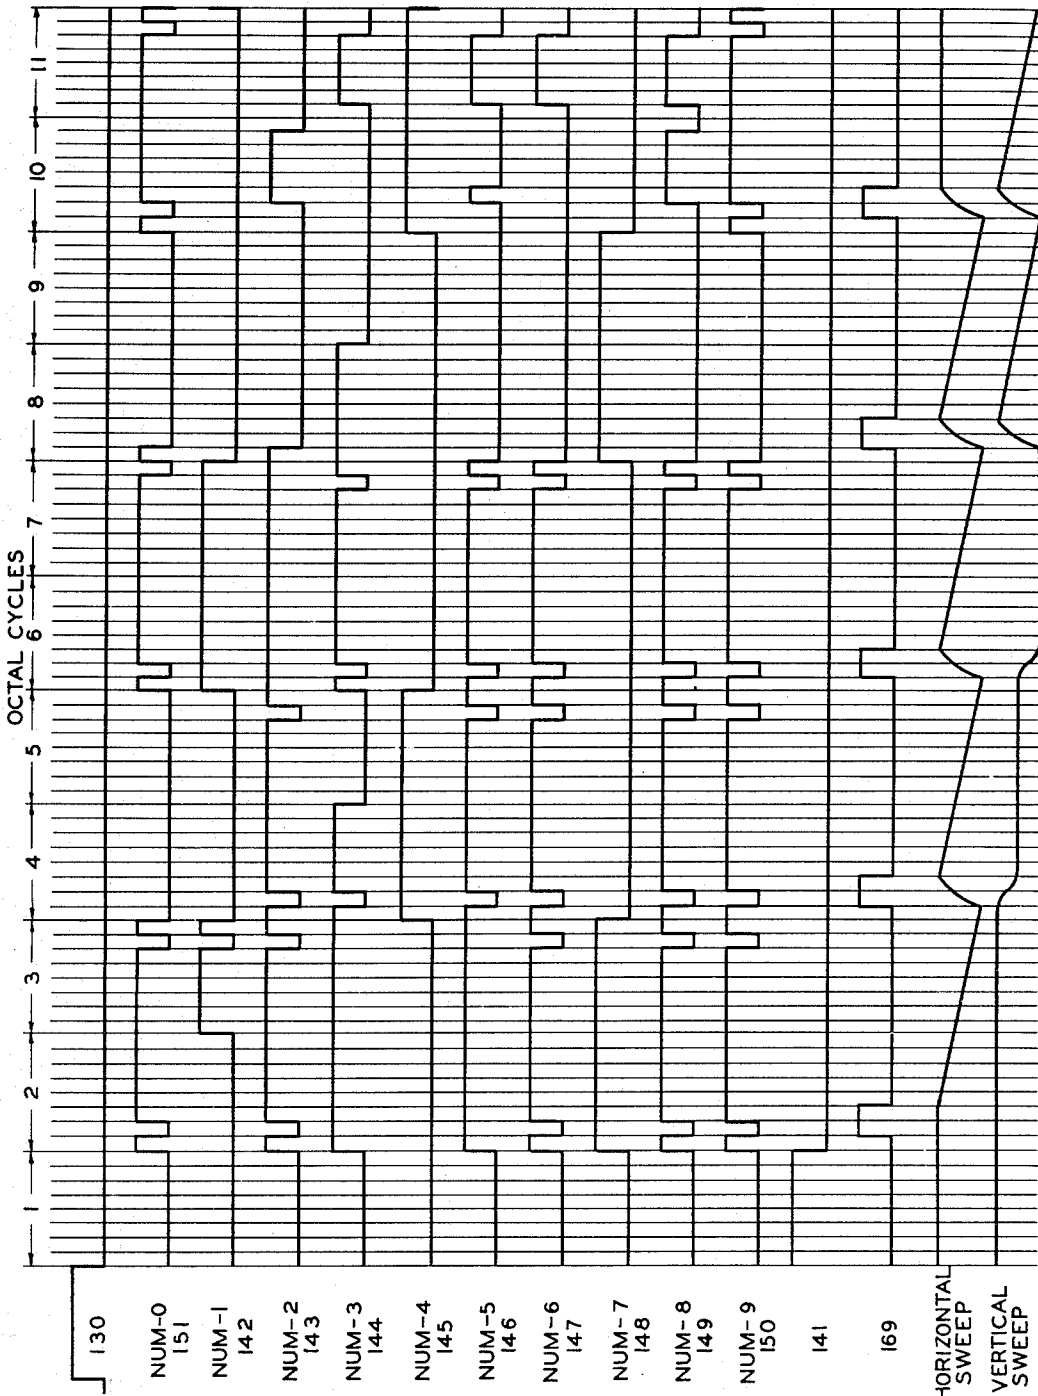 OCTAL CYCLES
1 2 3 4 5 6 7 8 9 10 11
130
NUM-0
151
NUM-1
142
NUM-2
143
NUM-3
144
NUM-4
145
NUM-5
146
NUM-6
147
NUM-7
148
NUM-8
149
NUM-9
150
141
169
HORIZONTAL
SWEEP
VERTICAL
SWEEP